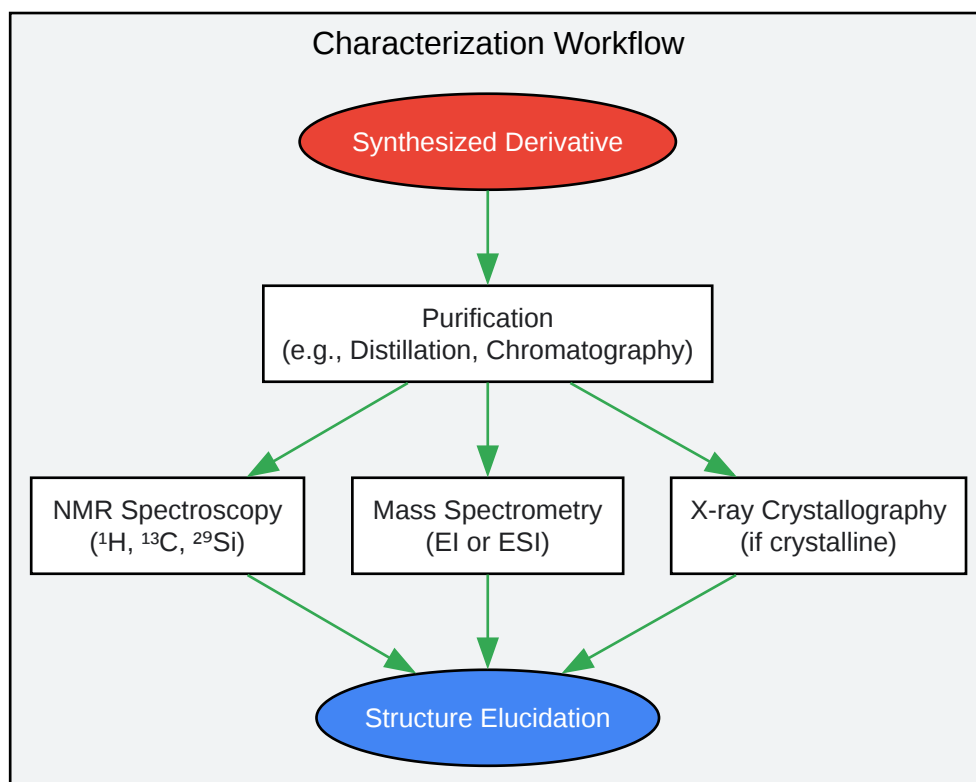 Characterization Workflow
Synthesized Derivative
Purification
(e.g., Distillation, Chromatography)
NMR Spectroscopy
(¹H, ¹³C, ²⁹Si)
Mass Spectrometry
(EI or ESI)
X-ray Crystallography
(if crystalline)
Structure Elucidation